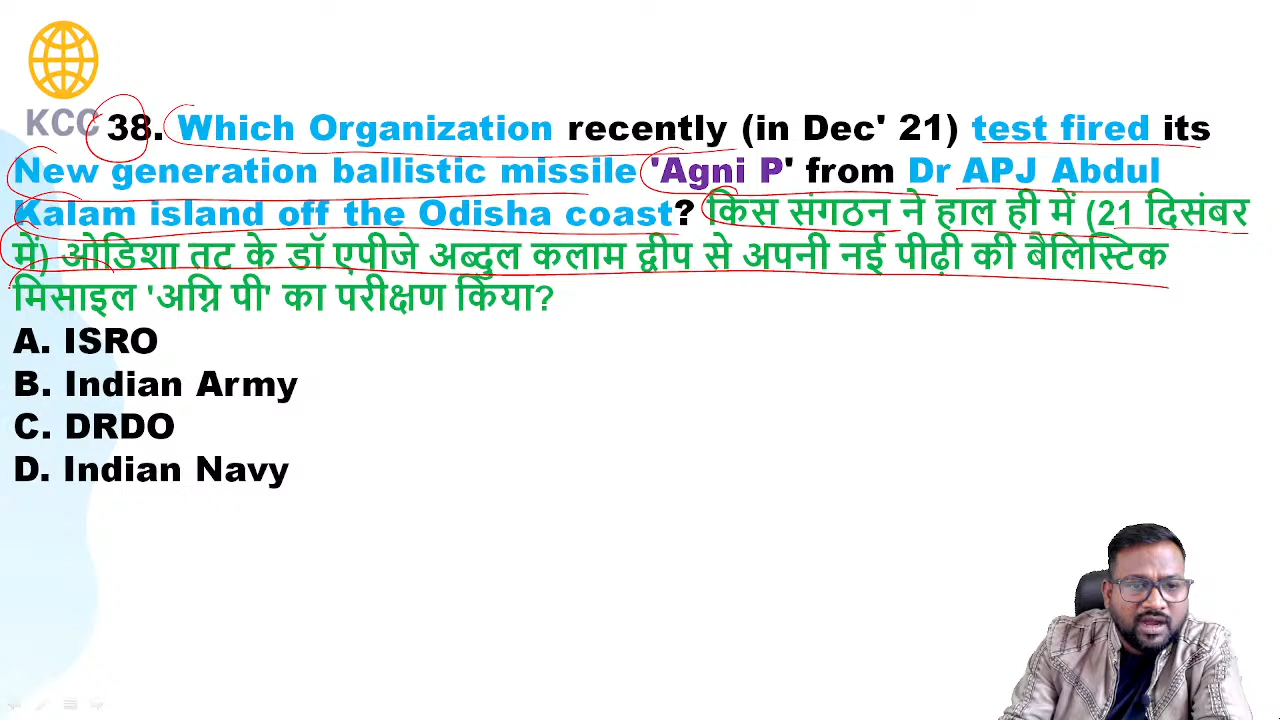 KCC
38. Which Organization recently (in Dec' 21) test fired its
New generation ballistic missile 'Agni P' from Dr APJ Abdul
Kalam island off the Odisha coast? किस संगठन ने हाल ही में (21 दिसंबर
में) ओडिशा तट के डॉ एपीजे अब्दुल कलाम द्वीप से अपनी नई पीढ़ी की बैलिस्टिक
मिसाइल 'अग्नि पी' का परीक्षण किया?
A. ISRO
B. Indian Army
C. DRDO
D. Indian Navy